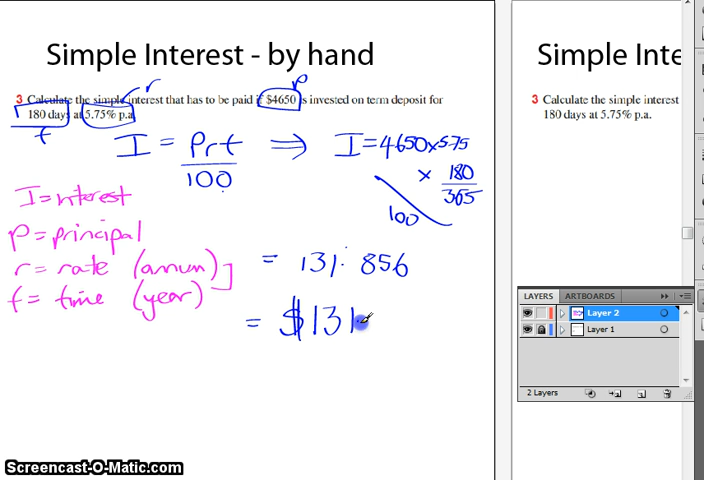 Simple Interest - by hand
r
P
3 Calculate the simple interest that has to be paid if $4650 is invested on term deposit for
180 days at 5.75% p.a.
t
I = Prt ⇒ I = 4650 × 5.75
100
× 180
365
100
I = interest
P = principal
r = rate (annum)
t = time (year)
= 131.856
= $131
Simple Inte
3 Calculate the simple interest
180 days at 5.75% p.a.
LAYERS ARTBOARDS
Layer 2
Layer 1
2 Layers
Screencast-O-Matic.com